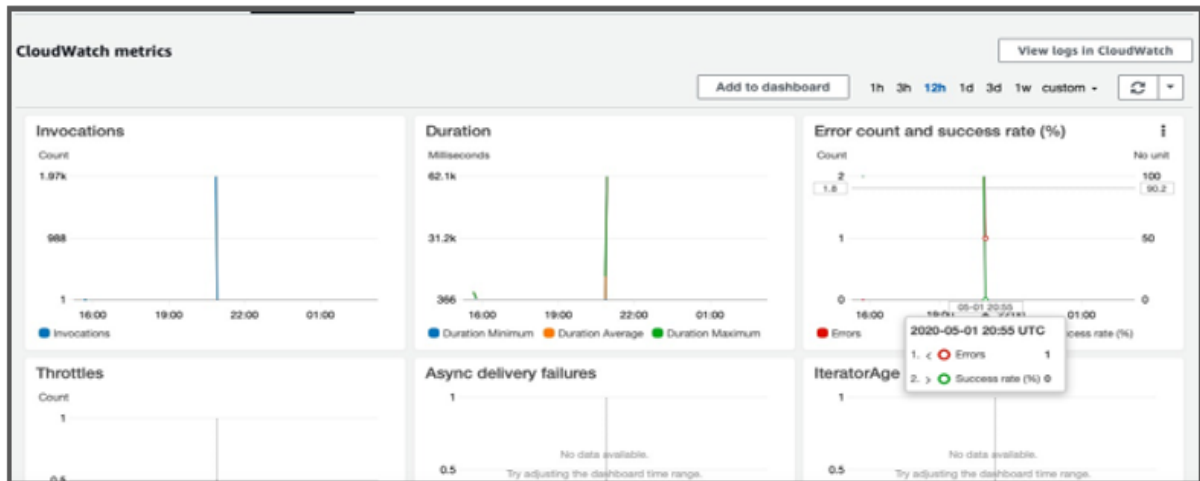 CloudWatch metrics
View logs in CloudWatch
Add to dashboard
1h 3h 12h 1d 3d 1w custom
Invocations
Count
1.97k
988
1
16:00 19:00 22:00 01:00
Invocations
Duration
Milliseconds
62.1k
31.2k
366
16:00 19:00 22:00 01:00
Duration Minimum Duration Average Duration Maximum
Error count and success rate (%)
Count No unit
2 100
1.8 90.2
1 50
0 0
05-01 20:55
16:00 01:00
Errors cess rate (%)
2020-05-01 20:55 UTC
1. < Errors 1
2. > Success rate (%) 0
Throttles
Count
1
0.5
Async delivery failures
1
No data available.
0.5
Try adjusting the dashboard time range.
IteratorAge
1
No data available.
0.5
Try adjusting the dashboard time range.